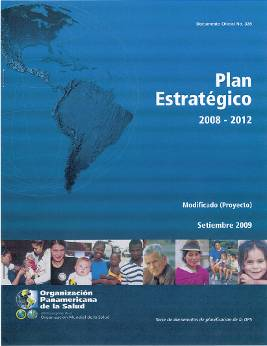 Documento Oficial No. 328
Plan
Estratégico
2008 - 2012
Modificado (Proyecto)
Setiembre 2009
Organización
Panamericana
de la Salud
Organización Mundial de la Salud
Serie de documentos de planificación de la OPS